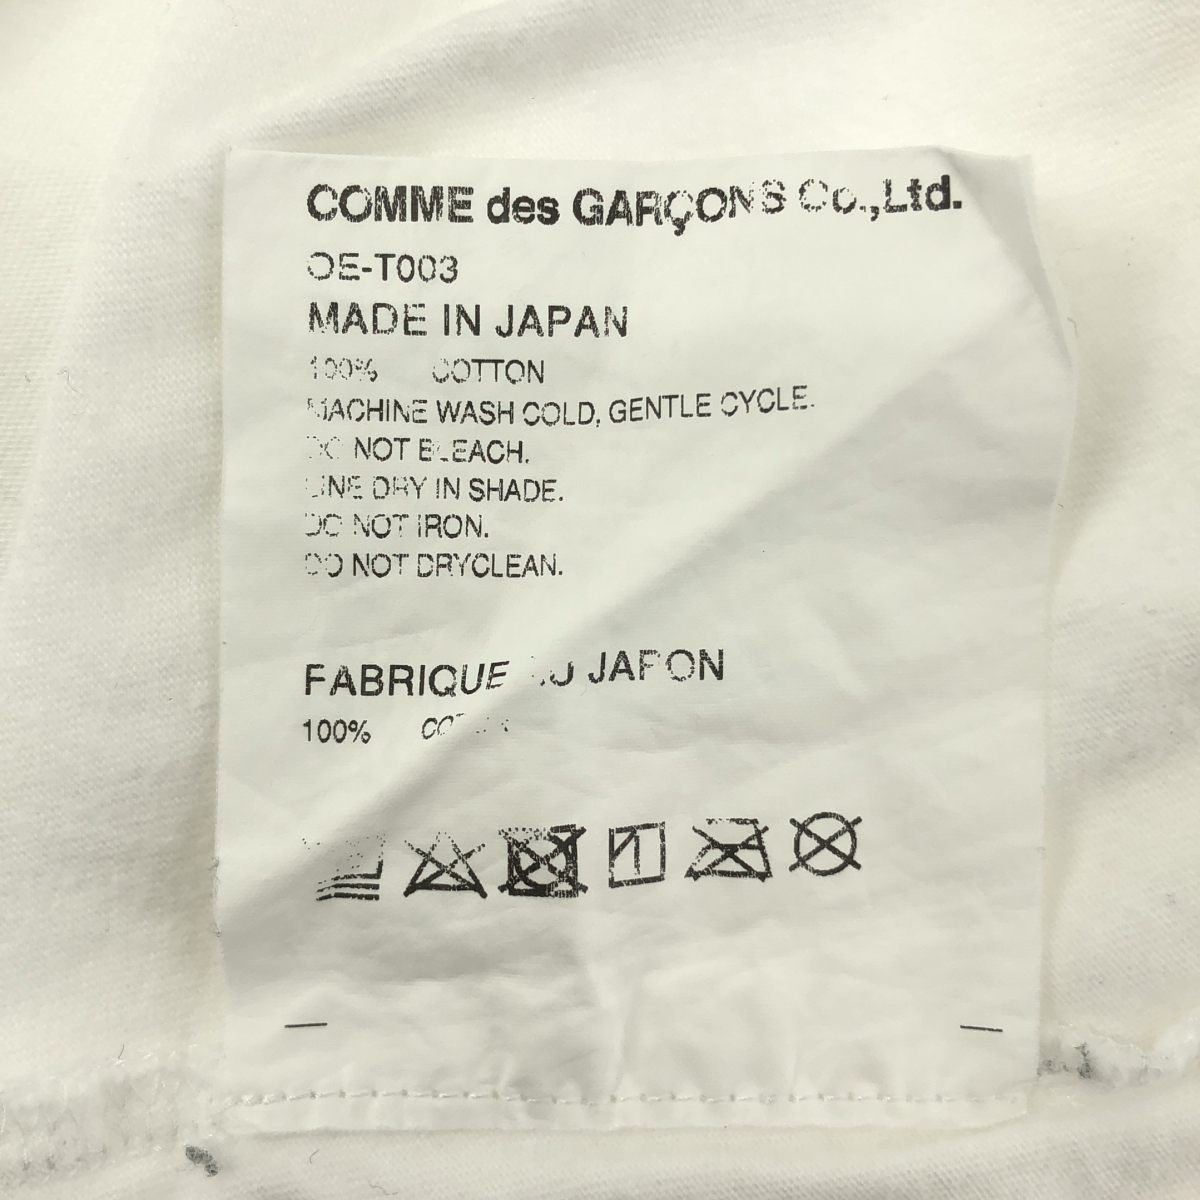 COMME des GARÇONS Co.,Ltd.
OE-T003
MADE IN JAPAN
100% COTTON
MACHINE WASH COLD, GENTLE CYCLE.
DO NOT BLEACH.
LINE DRY IN SHADE.
DO NOT IRON.
DO NOT DRYCLEAN.
FABRIQUE AU JAPON
100%